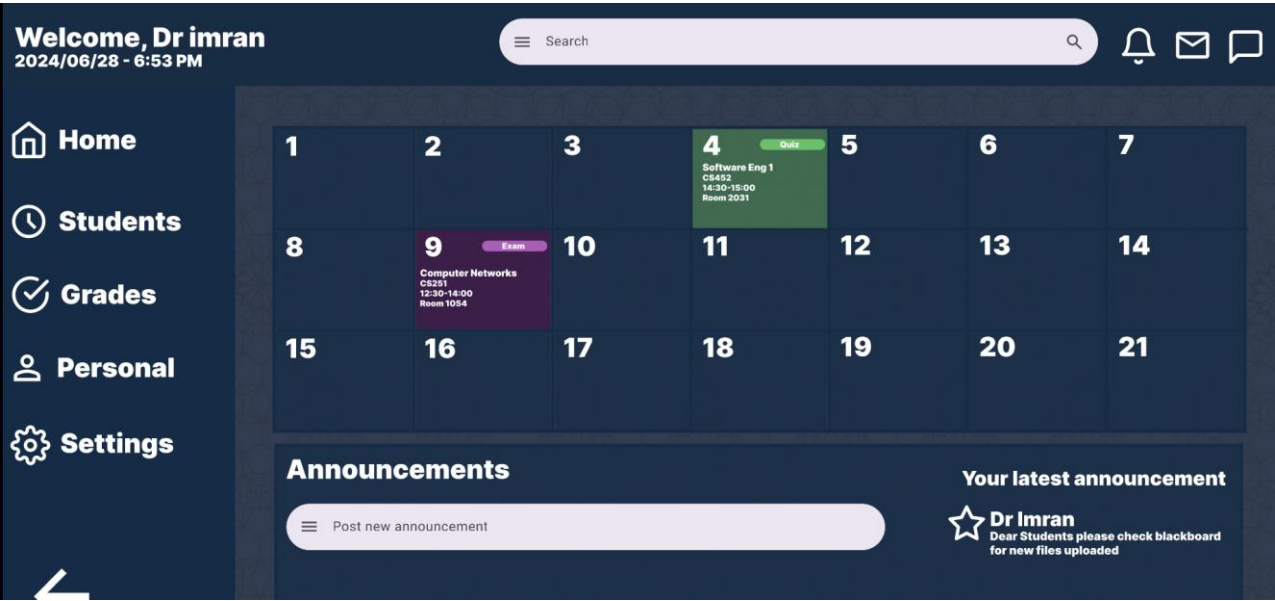 Welcome, Dr imran
2024/06/28 - 6:53 PM
Search
Home
Students
Grades
Personal
Settings
1 2 3 4 Quiz 5 6 7
Software Eng 1
CS452
14:30-15:00
Room 2031
8 9 Exam 10 11 12 13 14
Computer Networks
CS251
12:30-14:00
Room 1054
15 16 17 18 19 20 21
Announcements
Post new announcement
Your latest announcement
Dr Imran
Dear Students please check blackboard
for new files uploaded